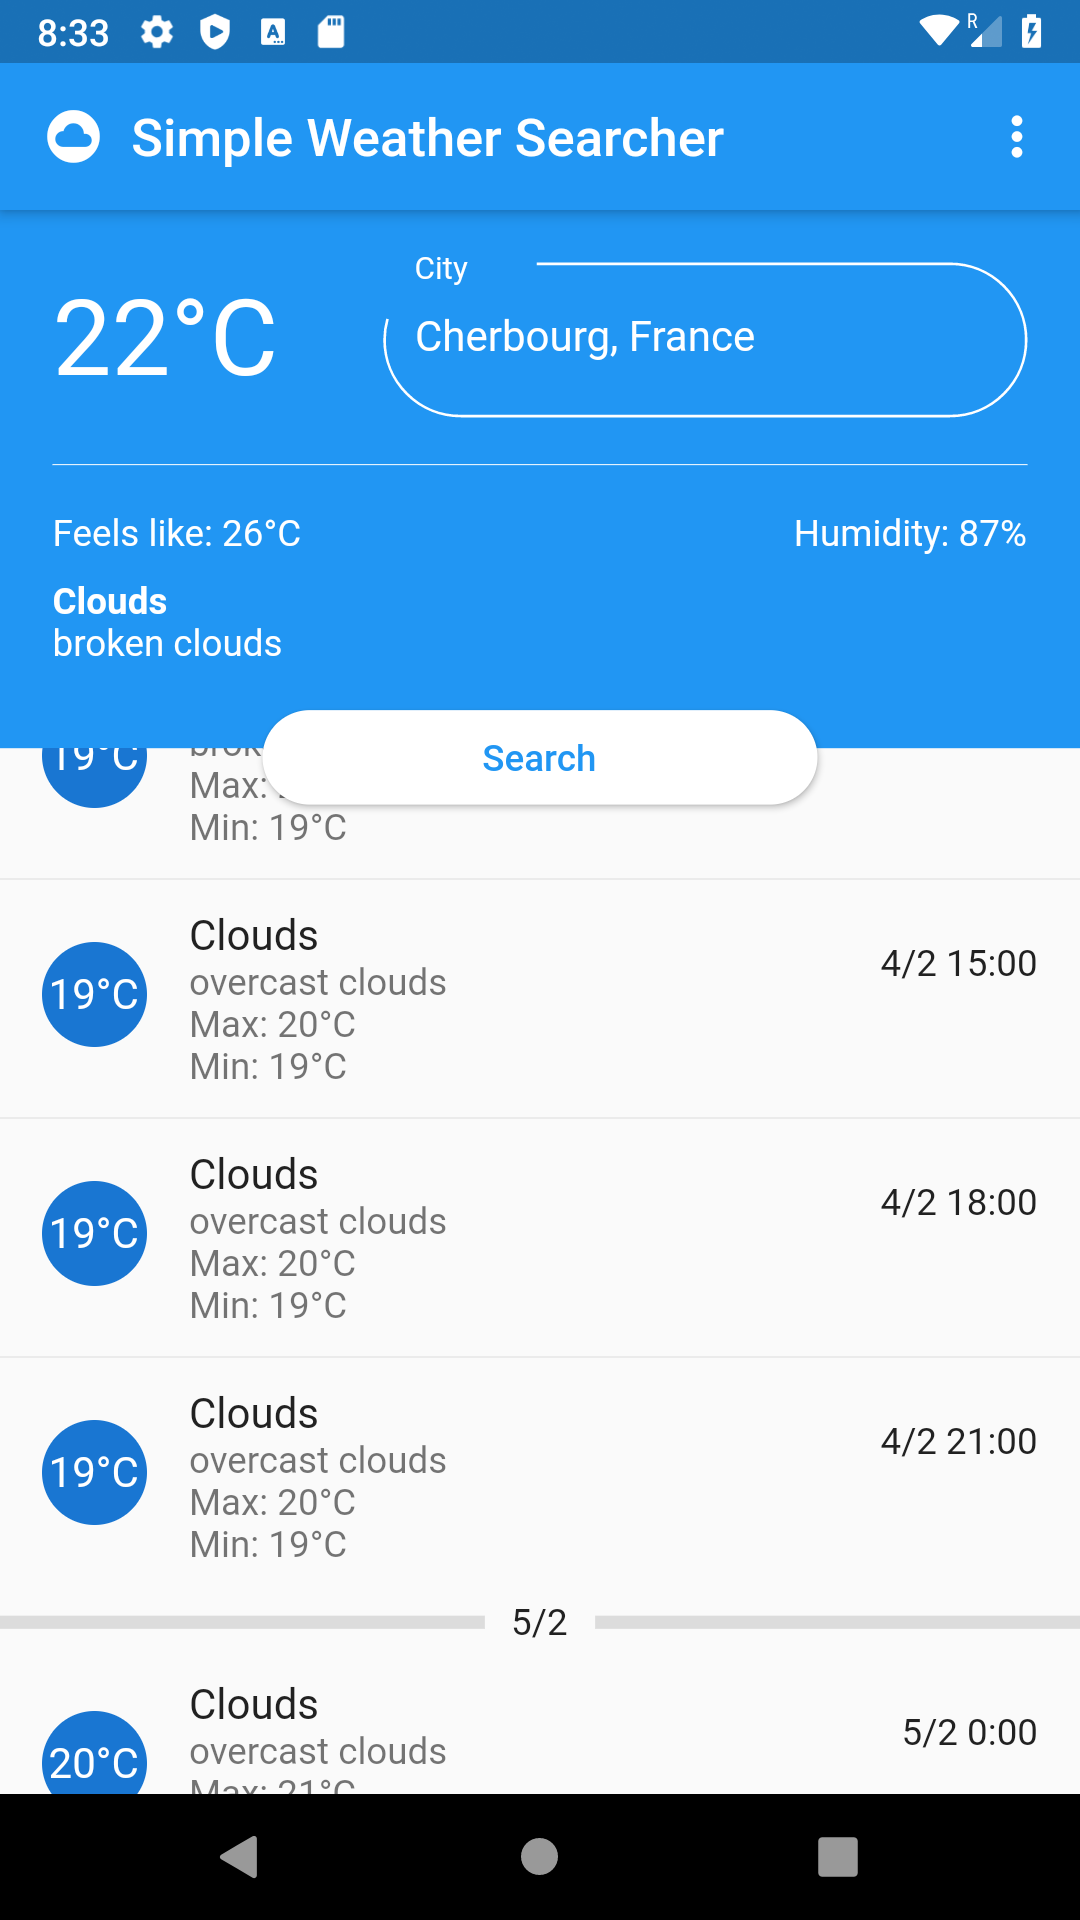 8:33
R
Simple Weather Searcher
22°C
City
Cherbourg, France
Feels like: 26°C
Humidity: 87%
Clouds
broken clouds
Search
19°C
Max:
Min: 19°C
Clouds
19°C
overcast clouds
4/2 15:00
Max: 20°C
Min: 19°C
Clouds
19°C
overcast clouds
4/2 18:00
Max: 20°C
Min: 19°C
Clouds
19°C
overcast clouds
4/2 21:00
Max: 20°C
Min: 19°C
5/2
Clouds
20°C
overcast clouds
5/2 0:00
Max: 21°C